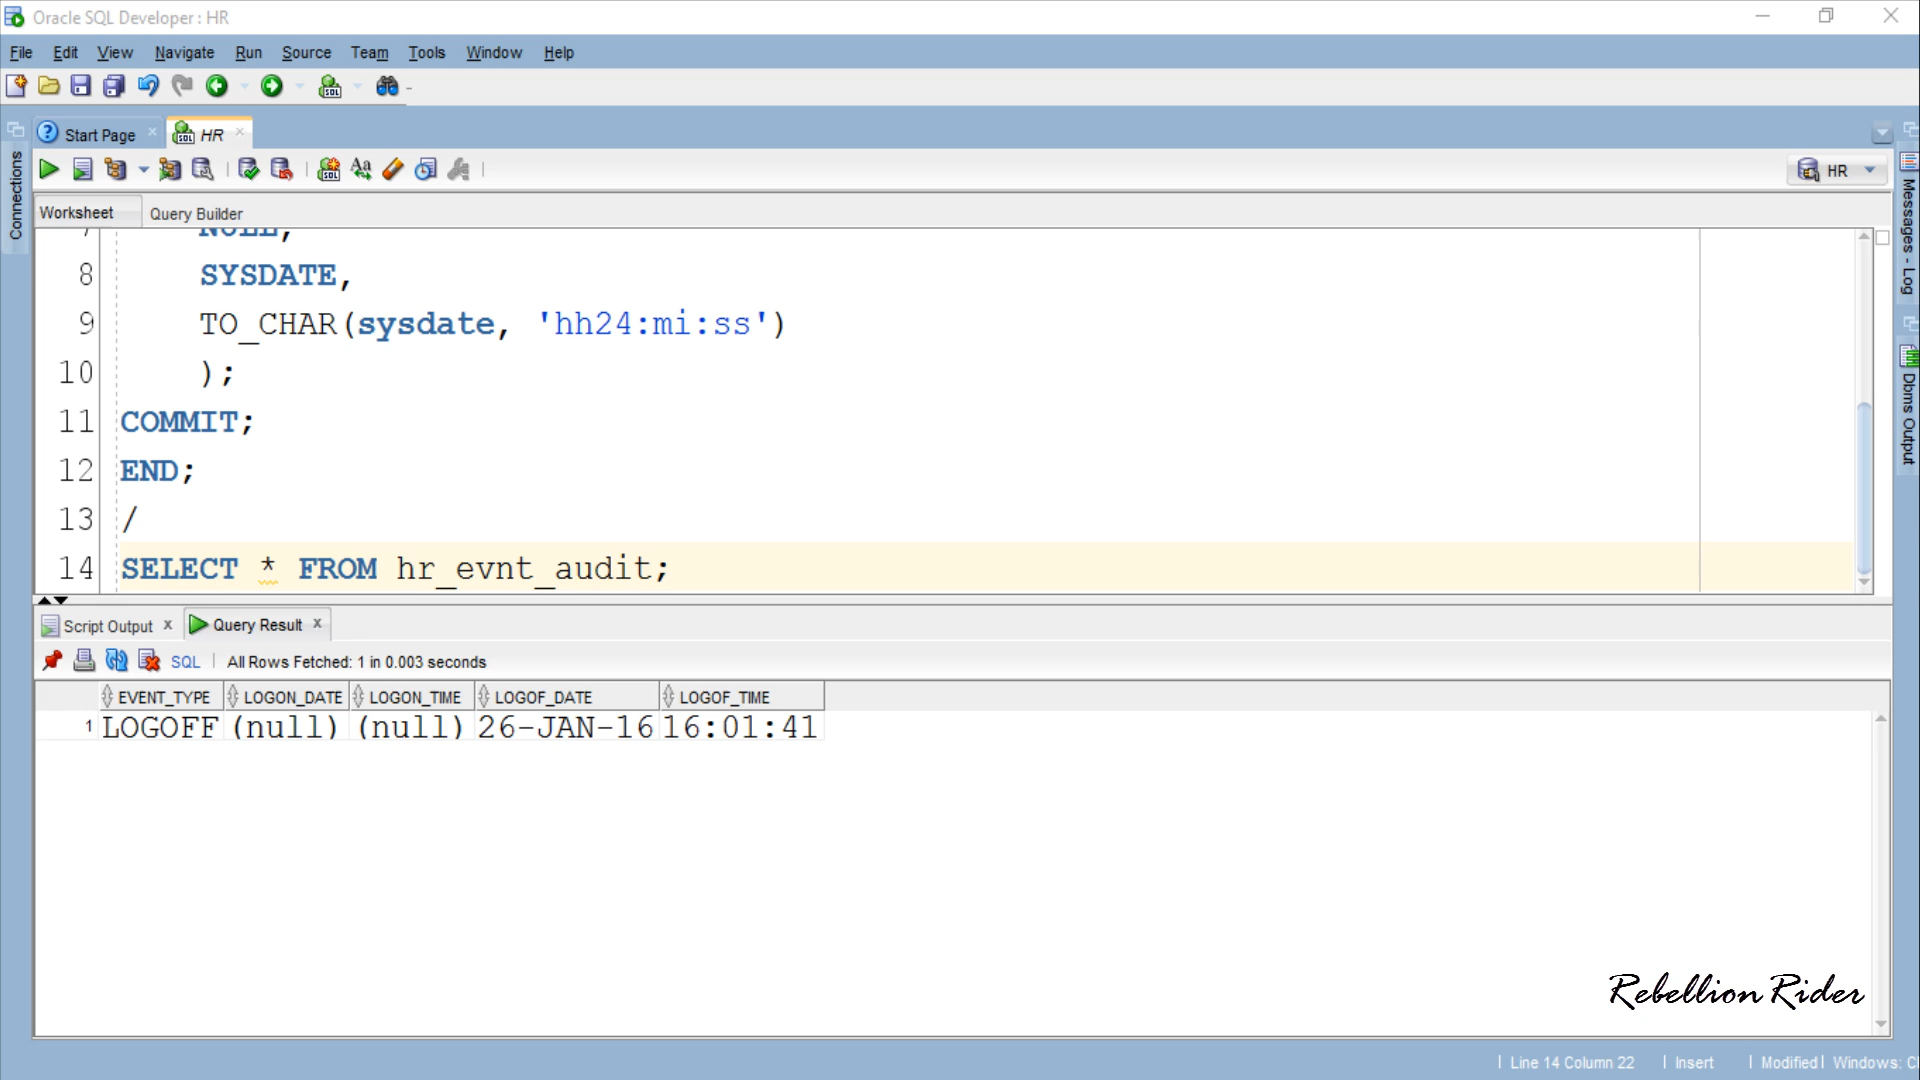 Oracle SQL Developer : HR
File Edit View Navigate Run Source Team Tools Window Help
Start Page HR
Connections
HR
Worksheet Query Builder
7 NULL,
8 SYSDATE,
9 TO_CHAR(sysdate, 'hh24:mi:ss')
10 );
11 COMMIT;
12 END;
13 /
14 SELECT * FROM hr_evnt_audit;
Messages - Log
Dbms Output
Script Output Query Result
SQL All Rows Fetched: 1 in 0.003 seconds
EVENT_TYPE LOGON_DATE LOGON_TIME LOGOF_DATE LOGOF_TIME
1 LOGOFF (null) (null) 26-JAN-16 16:01:41
Rebellion Rider
Line 14 Column 22 Insert Modified Windows: C